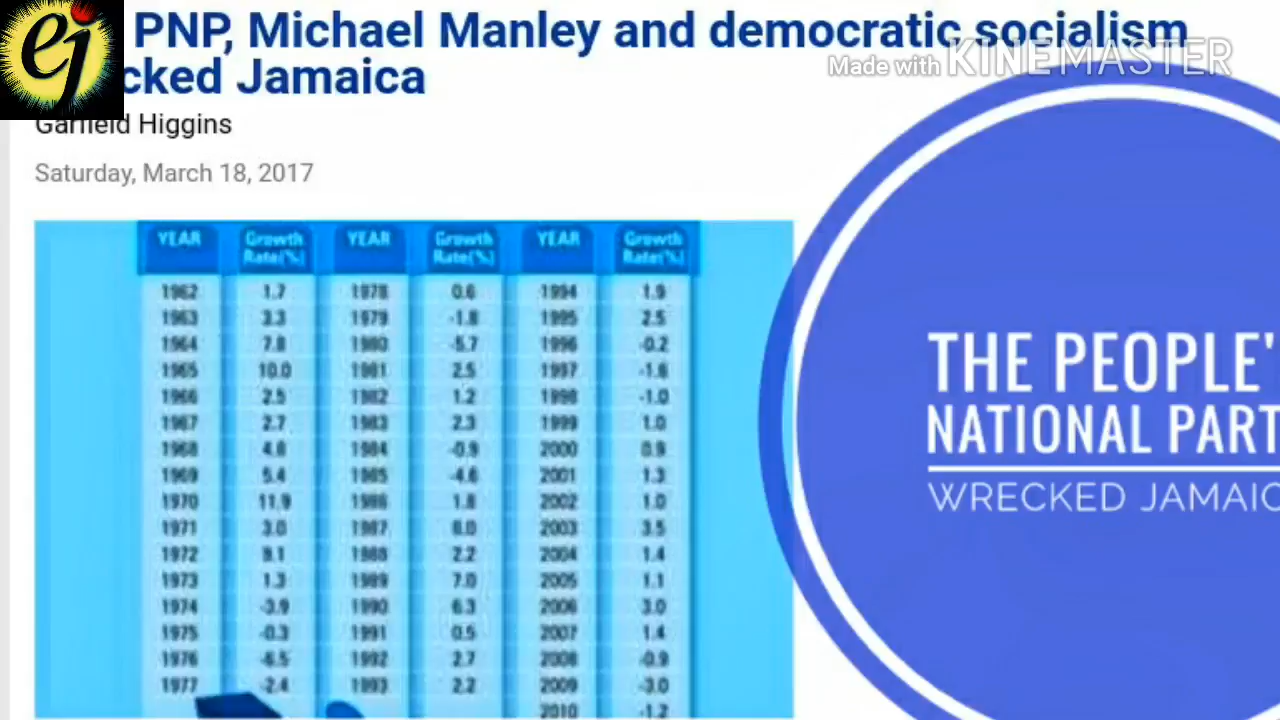 ej
PNP, Michael Manley and democratic socialism
cked Jamaica
Made with KINEMASTER
Garfield Higgins
Saturday, March 18, 2017
YEAR Growth Rate(%) YEAR Growth Rate(%) YEAR Growth Rate(%)
1962 1.7 1978 0.6 1994 1.9
1963 3.3 1979 -1.8 1995 2.5
1964 7.8 1980 -5.7 1996 -0.2
1965 10.0 1981 2.5 1997 -1.6
1966 2.5 1982 1.2 1998 -1.0
1967 2.7 1983 2.3 1999 1.0
1968 4.8 1984 -0.9 2000 0.9
1969 5.4 1985 -4.6 2001 1.3
1970 11.9 1986 1.8 2002 1.0
1971 3.0 1987 2003 3.5
1972 9.1 1988 2.2 2004 1.4
1973 1.3 1989 7.0 2005 1.1
1974 -3.9 1990 6.3 2006 3.0
1975 -0.3 1991 0.5 2007 1.4
1976 -6.5 1992 2.7 2008 -0.9
1977 -2.4 1993 2.2 2009 -3.0
2010 -1.2
THE PEOPLE'
NATIONAL PART
WRECKED JAMAIC